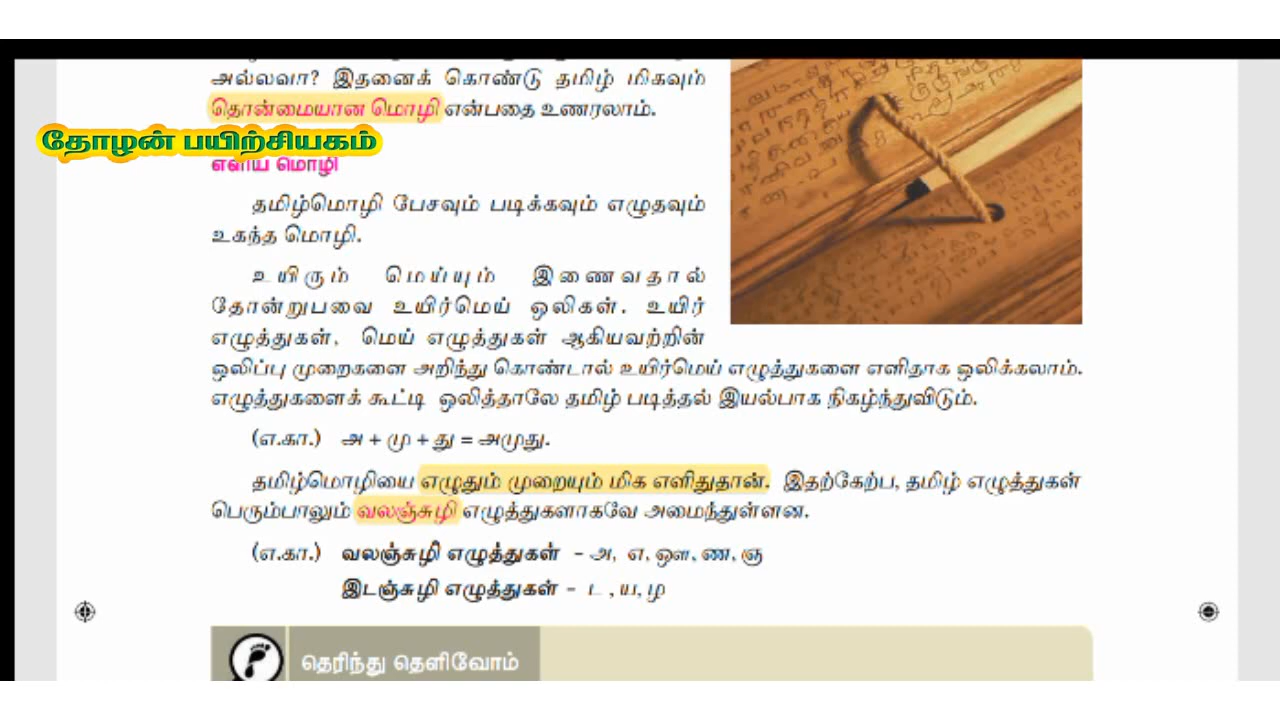 அல்லவா? இதனைக் கொண்டு தமிழ் மிகவும்
தொன்மையான மொழி என்பதை உணரலாம்.
தோழன் பயிற்சியகம்
எளிய மொழி
தமிழ்மொழி பேசவும் படிக்கவும் எழுதவும்
உகந்த மொழி.
உயிரும் மெய்யும் இணைவதால்
தோன்றுபவை உயிர்மெய் ஒலிகள். உயிர்
எழுத்துகள், மெய் எழுத்துகள் ஆகியவற்றின்
ஒலிப்பு முறைகளை அறிந்து கொண்டால் உயிர்மெய் எழுத்துகளை எளிதாக ஒலிக்கலாம்.
எழுத்துகளைக் கூட்டி ஒலித்தாலே தமிழ் படித்தல் இயல்பாக நிகழ்ந்துவிடும்.
(எ.கா.) அ + மு + து = அமுது.
தமிழ்மொழியை எழுதும் முறையும் மிக எளிதுதான். இதற்கேற்ப, தமிழ் எழுத்துகள்
பெரும்பாலும் வலஞ்சுழி எழுத்துகளாகவே அமைந்துள்ளன.
(எ.கா.) வலஞ்சுழி எழுத்துகள் - அ, எ, ஔ, ண, ஞ
இடஞ்சுழி எழுத்துகள் - ட , ய, ழ
தெரிந்து தெளிவோம்